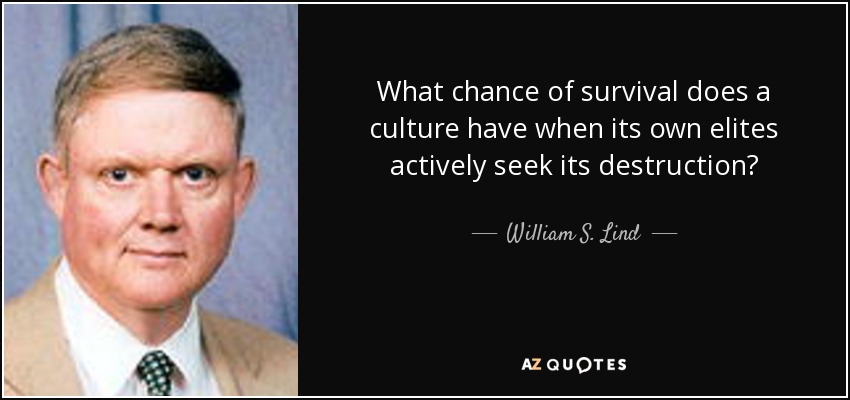 What chance of survival does a
culture have when its own elites
actively seek its destruction?
William S. Lind
AZ QUOTES